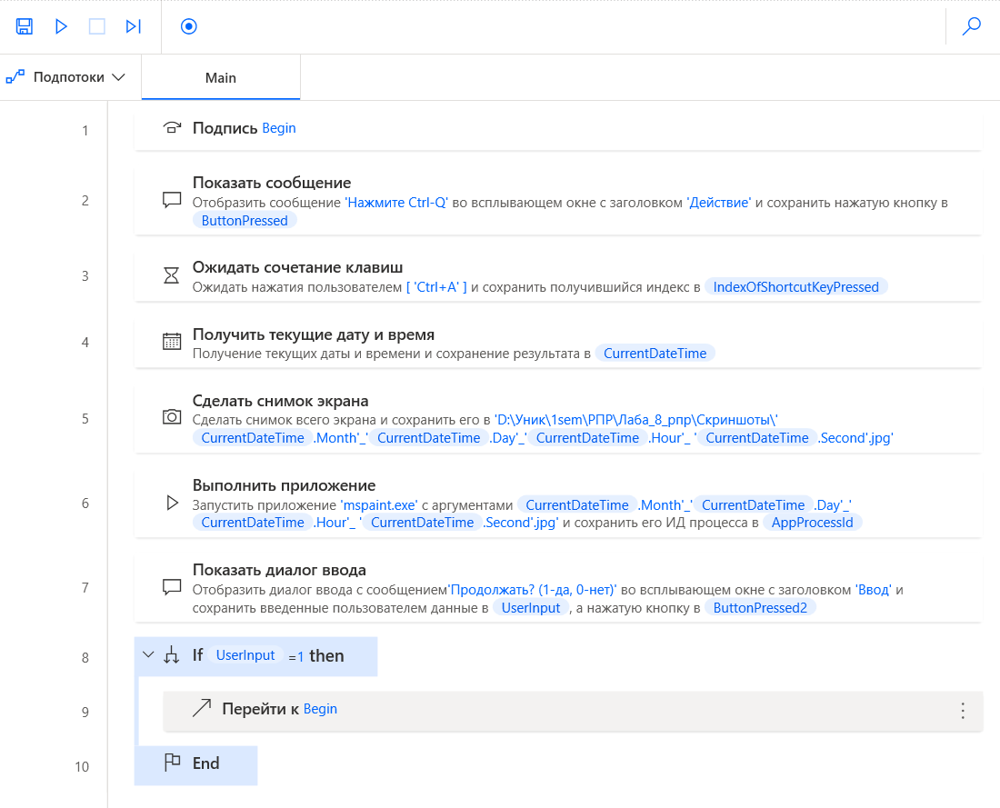 Подпотоки Main
1 Подпись Begin
2 Показать сообщение
Отобразить сообщение 'Нажмите Ctrl-Q' во всплывающем окне с заголовком 'Действие' и сохранить нажатую кнопку в
ButtonPressed
3 Ожидать сочетание клавиш
Ожидать нажатия пользователем [ 'Ctrl+A' ] и сохранить получившийся индекс в IndexOfShortcutKeyPressed
4 Получить текущие дату и время
Получение текущих даты и времени и сохранение результата в CurrentDateTime
5 Сделать снимок экрана
Сделать снимок всего экрана и сохранить его в 'D:\Уник\1sem\РПР\Лаба_8_рпр\Скриншоты\'
CurrentDateTime .Month'_' CurrentDateTime .Day'_' CurrentDateTime .Hour'_ ' CurrentDateTime .Second'.jpg'
6 Выполнить приложение
Запустить приложение 'mspaint.exe' с аргументами CurrentDateTime .Month'_' CurrentDateTime .Day'_'
CurrentDateTime .Hour'_ ' CurrentDateTime .Second'.jpg' и сохранить его ИД процесса в AppProcessId
7 Показать диалог ввода
Отобразить диалог ввода с сообщением'Продолжать? (1-да, 0-нет)' во всплывающем окне с заголовком 'Ввод' и
сохранить введенные пользователем данные в UserInput , а нажатую кнопку в ButtonPressed2
8 If UserInput =1 then
9 Перейти к Begin
10 End